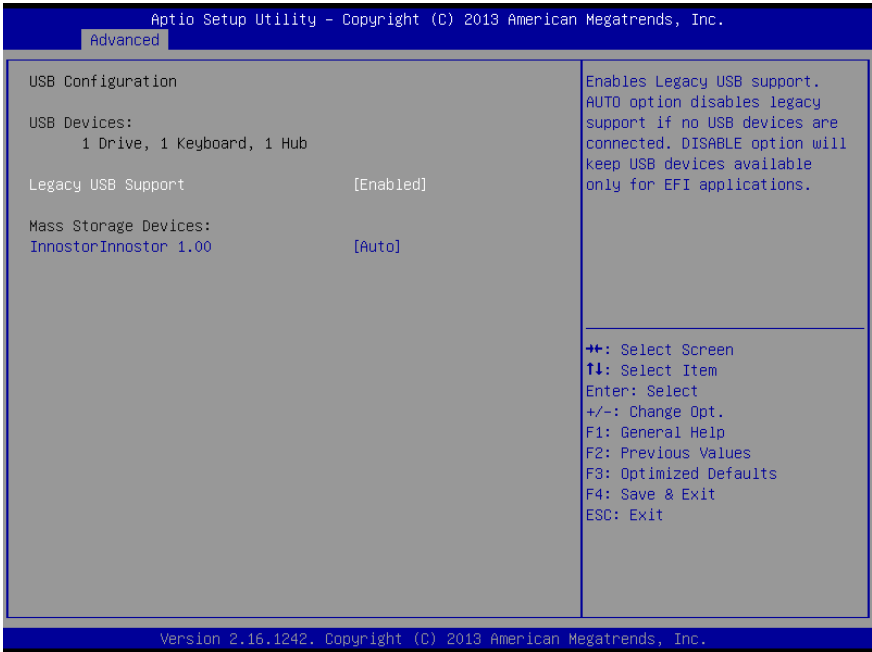 Aptio Setup Utility – Copyright (C) 2013 American Megatrends, Inc.
Advanced
USB Configuration
USB Devices:
1 Drive, 1 Keyboard, 1 Hub
Legacy USB Support [Enabled]
Mass Storage Devices:
InnostorInnostor 1.00 [Auto]
Enables Legacy USB support.
AUTO option disables legacy
support if no USB devices are
connected. DISABLE option will
keep USB devices available
only for EFI applications.
→←: Select Screen
↑↓: Select Item
Enter: Select
+/-: Change Opt.
F1: General Help
F2: Previous Values
F3: Optimized Defaults
F4: Save & Exit
ESC: Exit
Version 2.16.1242. Copyright (C) 2013 American Megatrends, Inc.